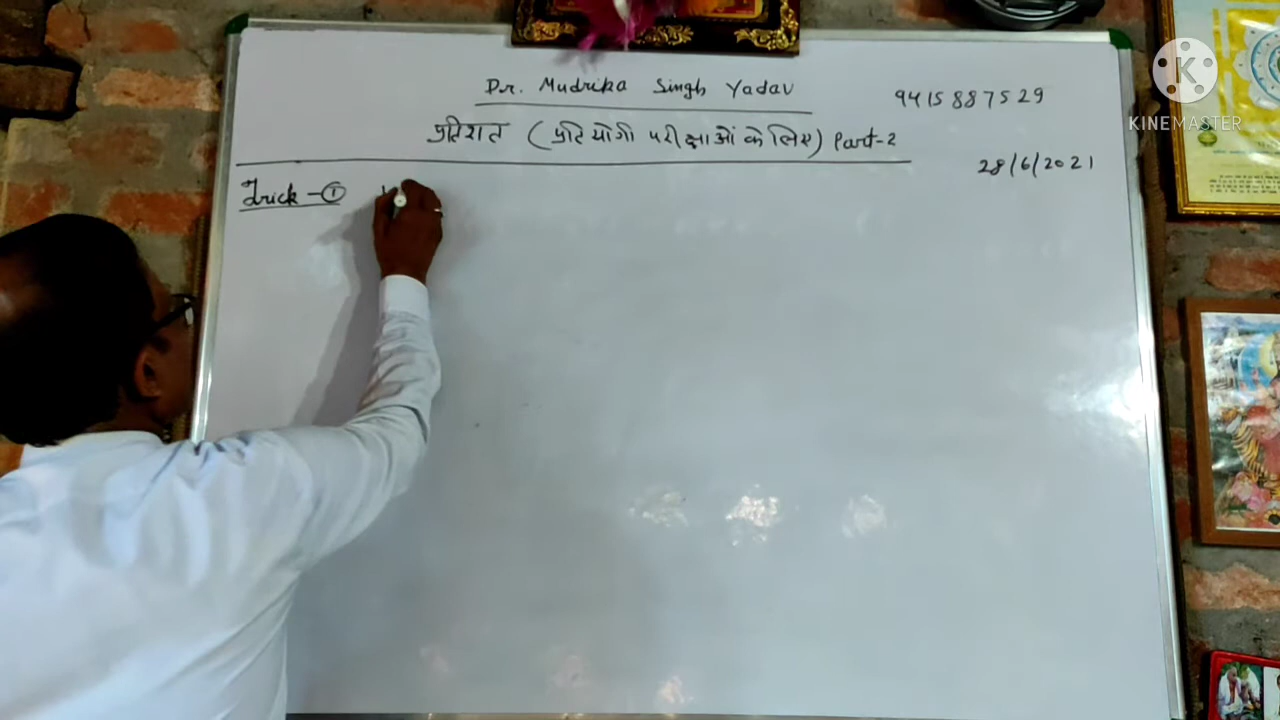 Dr. Mudrika Singh Yadav
9415887529
प्रतिशत (प्रतियोगी परीक्षाओं के लिए) Part-2
28/6/2021
Trick - ①
K
KINEMASTER